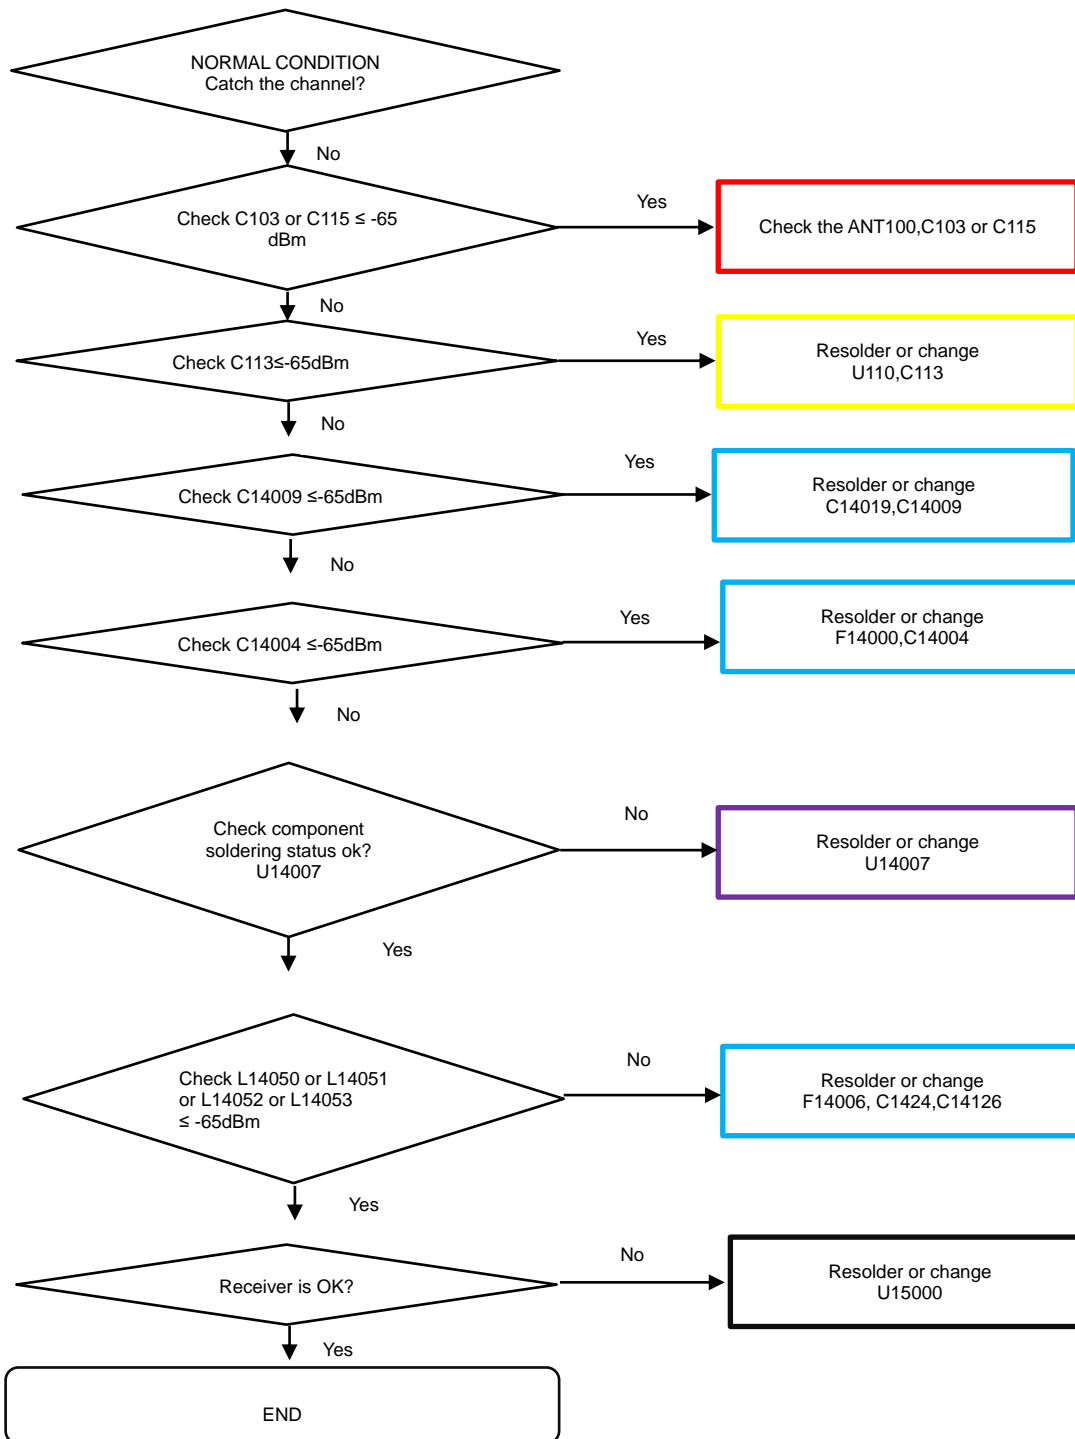 NORMAL CONDITION
Catch the channel?
No
Check C103 or C115 ≤ -65
dBm
Yes
Check the ANT100,C103 or C115
No
Check C113≤-65dBm
Yes
Resolder or change
U110,C113
No
Check C14009 ≤-65dBm
Yes
Resolder or change
C14019,C14009
No
Check C14004 ≤-65dBm
Yes
Resolder or change
F14000,C14004
No
Check component
soldering status ok?
U14007
No
Resolder or change
U14007
Yes
Check L14050 or L14051
or L14052 or L14053
≤ -65dBm
No
Resolder or change
F14006, C1424,C14126
Yes
Receiver is OK?
No
Resolder or change
U15000
Yes
END